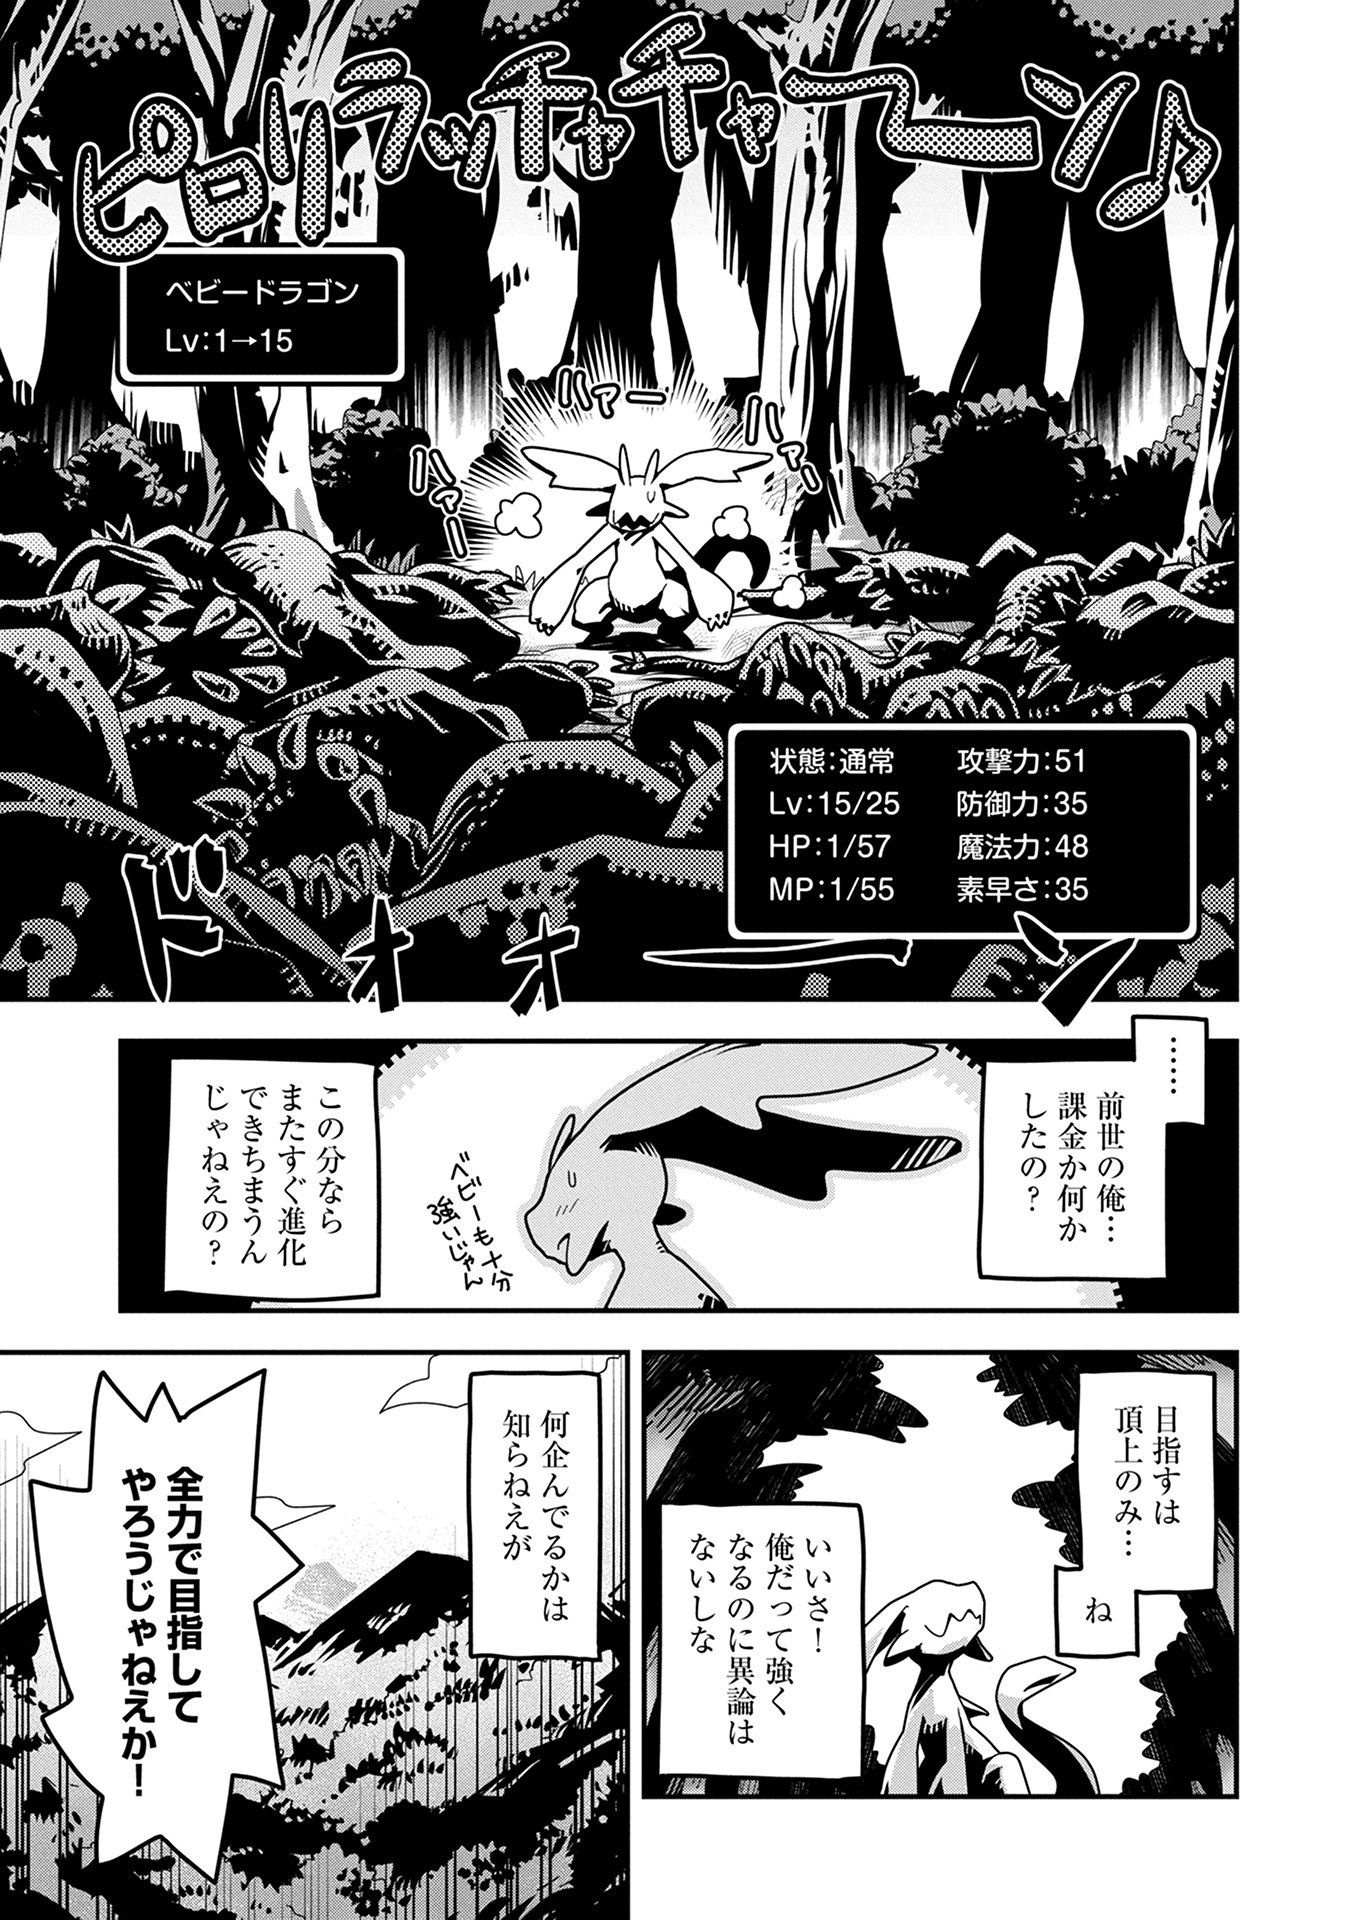 ピロリラッチャチャーン♪
ベビードラゴン
Lv:1→15
ハァー
ハァー
ハァー
状態:通常
Lv:15/25
HP:1/57
MP:1/55
攻撃力:51
防御力:35
魔法力:48
素早さ:35
ドオオーン
……
前世の俺…
課金か何か
したの?
ベビーも十分
強いじゃん
この分なら
またすぐ進化
できちまうん
じゃねえの?
目指すは
頂上のみ…
ね
いいさ!
俺だって強く
なるのに異論は
ないしな
何企んでるかは
知らねえが
全力で目指して
やろうじゃねえか!